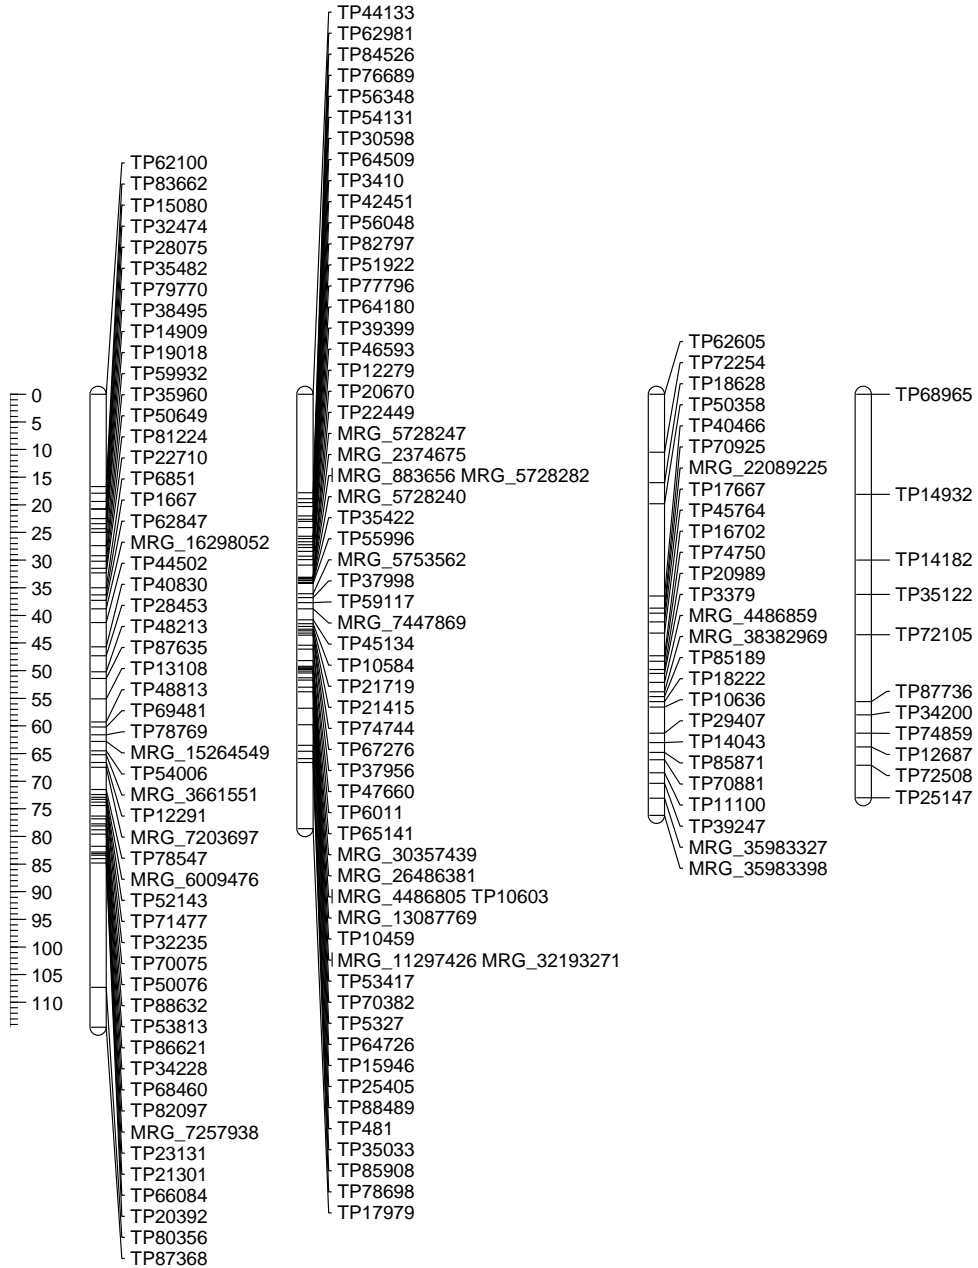 0
5
10
15
20
25
30
35
40
45
50
55
60
65
70
75
80
85
90
95
100
105
110
TP62100
TP83662
TP15080
TP32474
TP28075
TP35482
TP79770
TP38495
TP14909
TP19018
TP59932
TP35960
TP50649
TP81224
TP22710
TP6851
TP1667
TP62847
MRG_16298052
TP44502
TP40830
TP28453
TP48213
TP87635
TP13108
TP48813
TP69481
TP78769
MRG_15264549
TP54006
MRG_3661551
TP12291
MRG_7203697
TP78547
MRG_6009476
TP52143
TP71477
TP32235
TP70075
TP50076
TP88632
TP53813
TP86621
TP34228
TP68460
TP82097
MRG_7257938
TP23131
TP21301
TP66084
TP20392
TP80356
TP87368
TP44133
TP62981
TP84526
TP76689
TP56348
TP54131
TP30598
TP64509
TP3410
TP42451
TP56048
TP82797
TP51922
TP77796
TP64180
TP39399
TP46593
TP12279
TP20670
TP22449
MRG_5728247
MRG_2374675
MRG_883656 MRG_5728282
MRG_5728240
TP35422
TP55996
MRG_5753562
TP37998
TP59117
MRG_7447869
TP45134
TP10584
TP21719
TP21415
TP74744
TP67276
TP37956
TP47660
TP6011
TP65141
MRG_30357439
MRG_26486381
MRG_4486805 TP10603
MRG_13087769
TP10459
MRG_11297426 MRG_32193271
TP53417
TP70382
TP5327
TP64726
TP15946
TP25405
TP88489
TP481
TP35033
TP85908
TP78698
TP17979
TP62605
TP72254
TP18628
TP50358
TP40466
TP70925
MRG_22089225
TP17667
TP45764
TP16702
TP74750
TP20989
TP3379
MRG_4486859
MRG_38382969
TP85189
TP18222
TP10636
TP29407
TP14043
TP85871
TP70881
TP11100
TP39247
MRG_35983327
MRG_35983398
TP68965
TP14932
TP14182
TP35122
TP72105
TP87736
TP34200
TP74859
TP12687
TP72508
TP25147